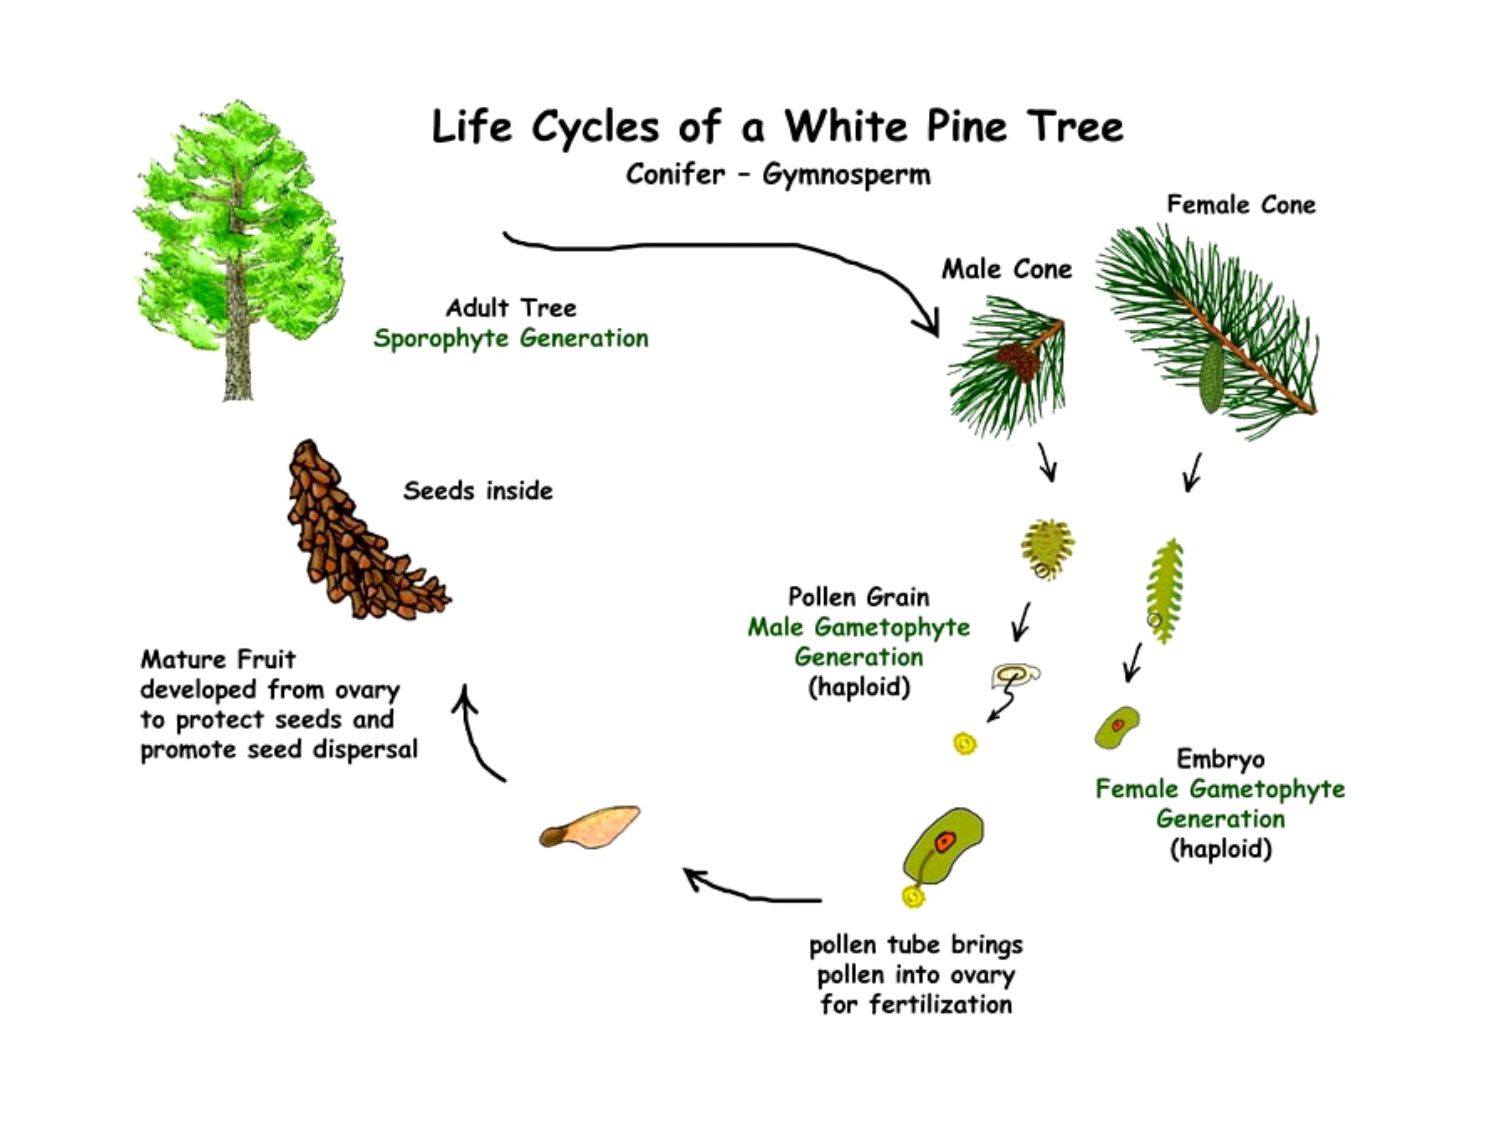 Life Cycles of a White Pine Tree
Conifer – Gymnosperm
Female Cone
Male Cone
Adult Tree
Sporophyte Generation
Seeds inside
Pollen Grain
Male Gametophyte
Generation
(haploid)
Mature Fruit
developed from ovary
to protect seeds and
promote seed dispersal
Embryo
Female Gametophyte
Generation
(haploid)
pollen tube brings
pollen into ovary
for fertilization